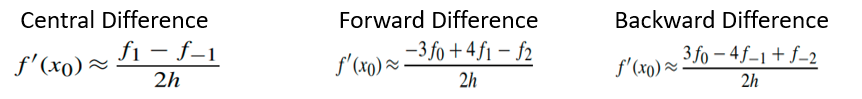 Central Difference
f′(x₀) ≈ f₁ − f₋₁ / 2h
Forward Difference
f′(x₀) ≈ −3f₀ + 4f₁ − f₂ / 2h
Backward Difference
f′(x₀) ≈ 3f₀ − 4f₋₁ + f₋₂ / 2h